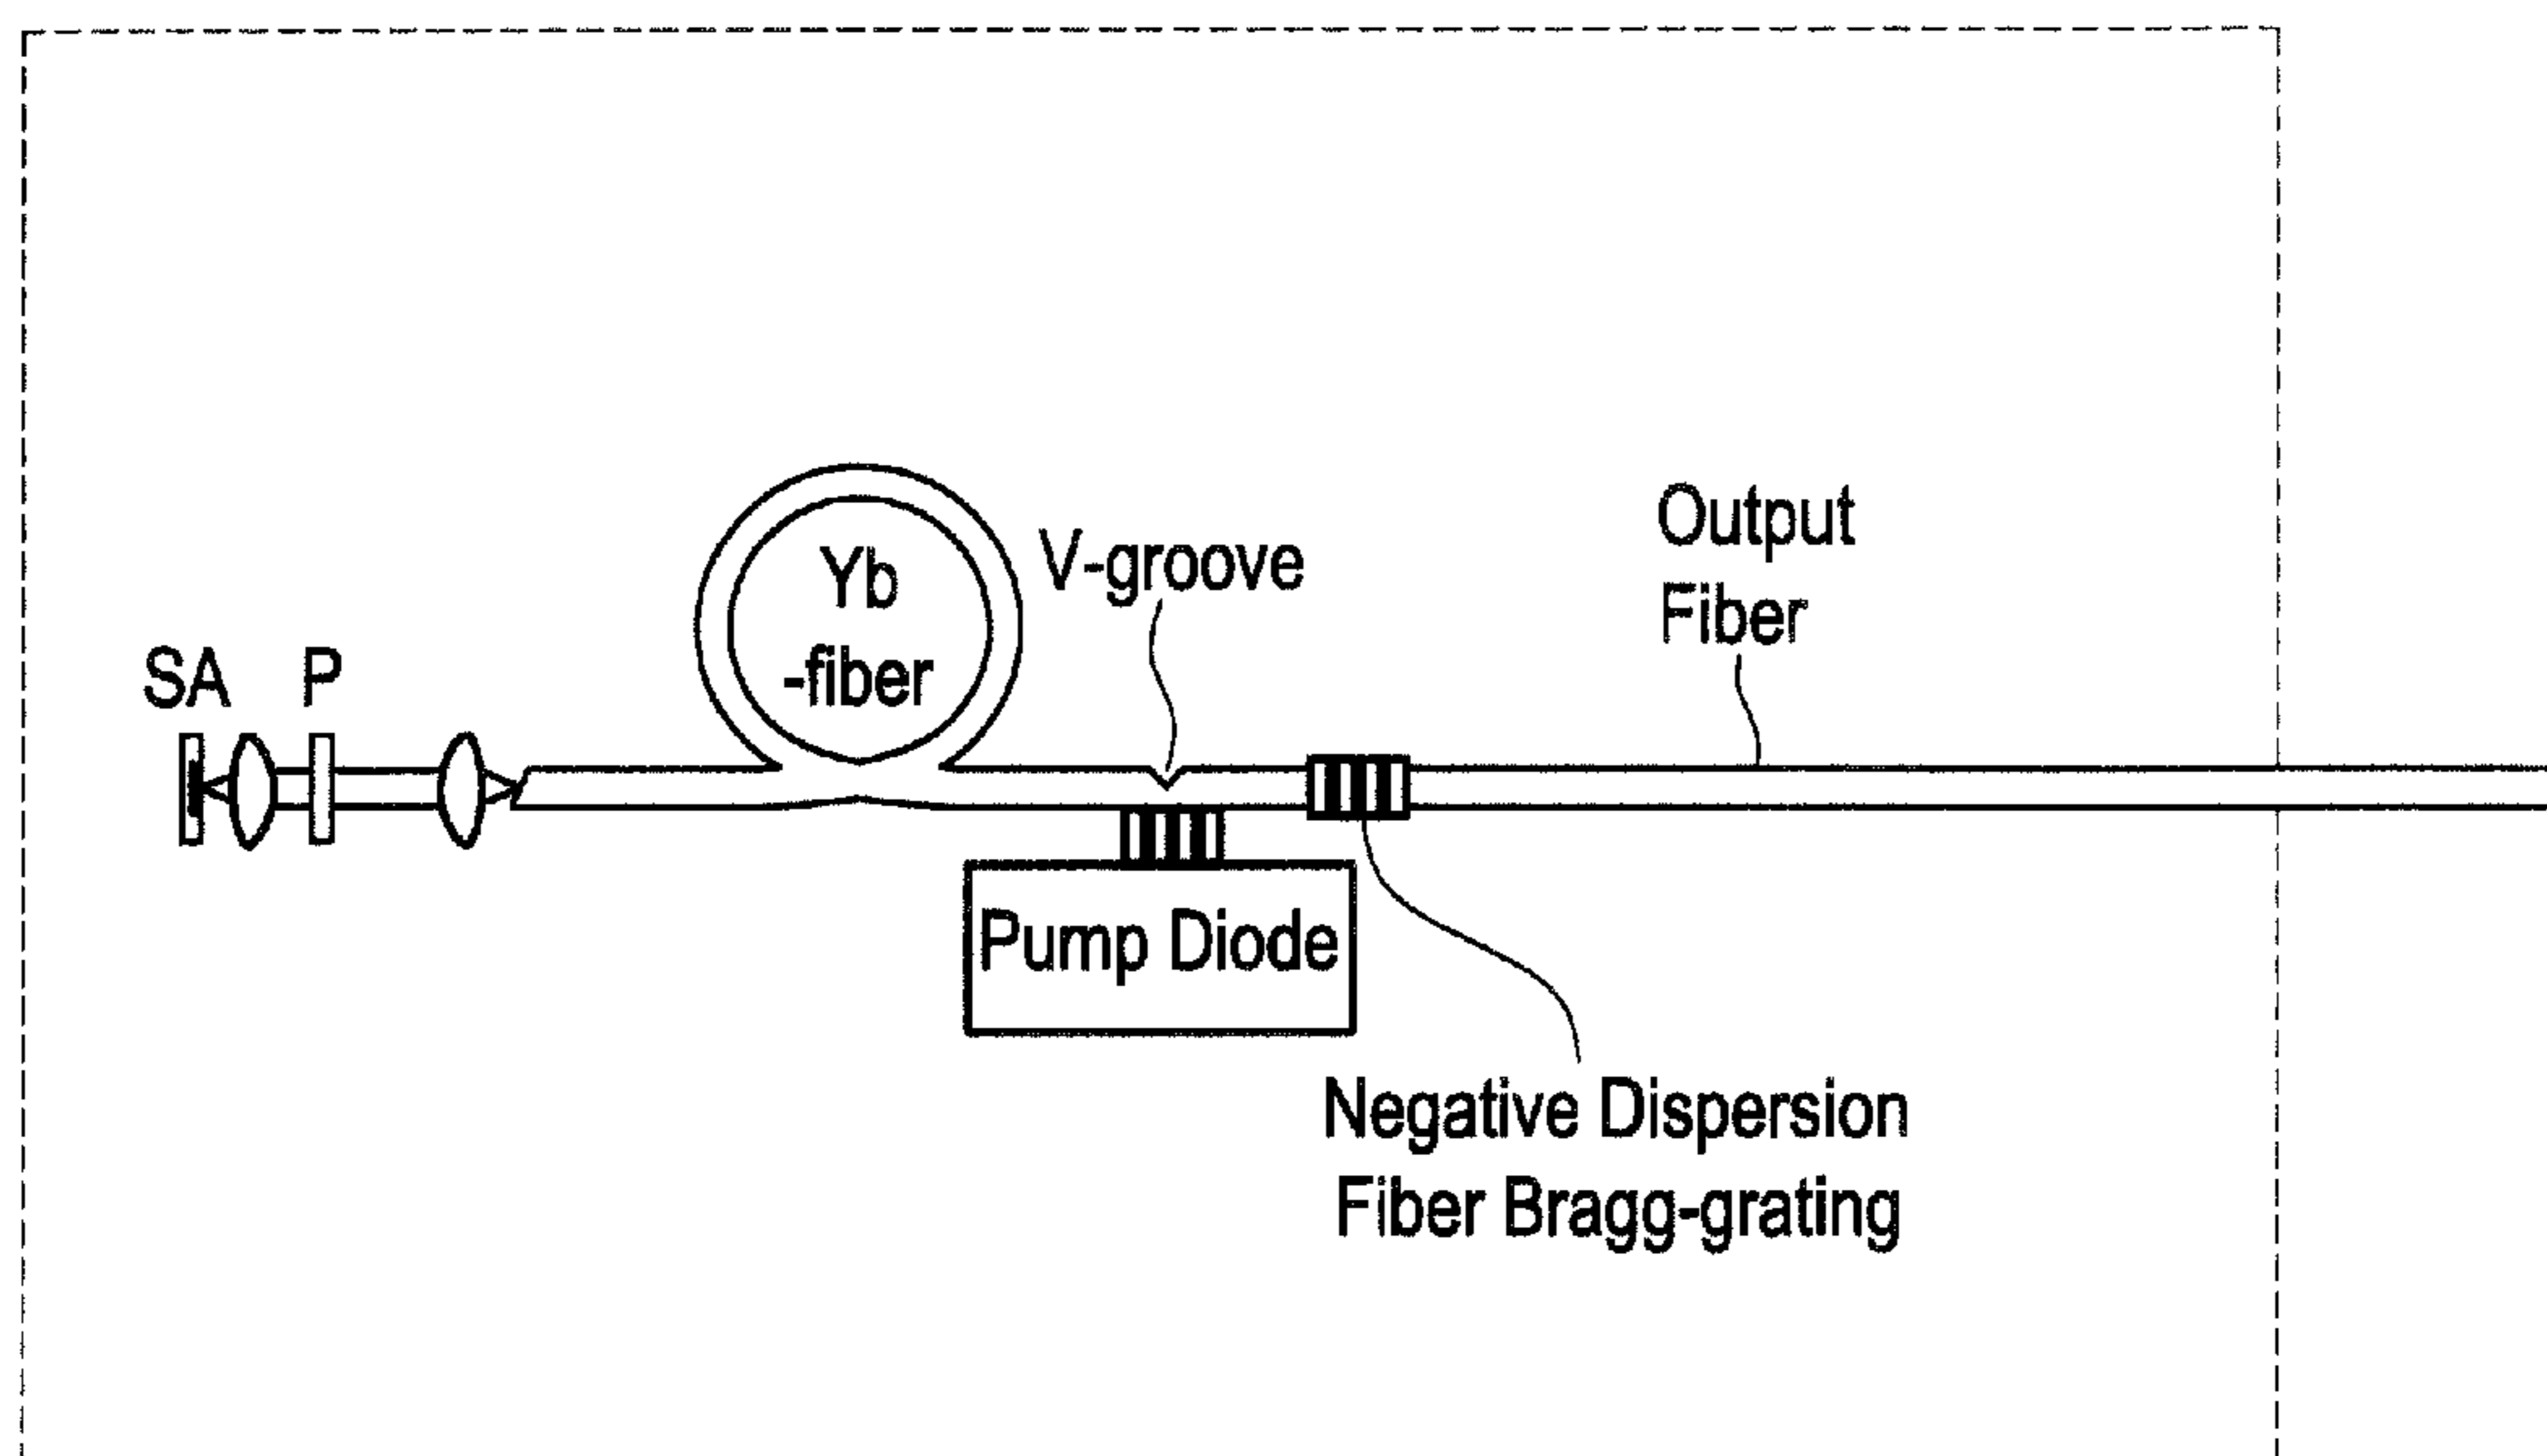 SA
P
Yb
-fiber
V-groove
Output
Fiber
Pump Diode
Negative Dispersion
Fiber Bragg-grating